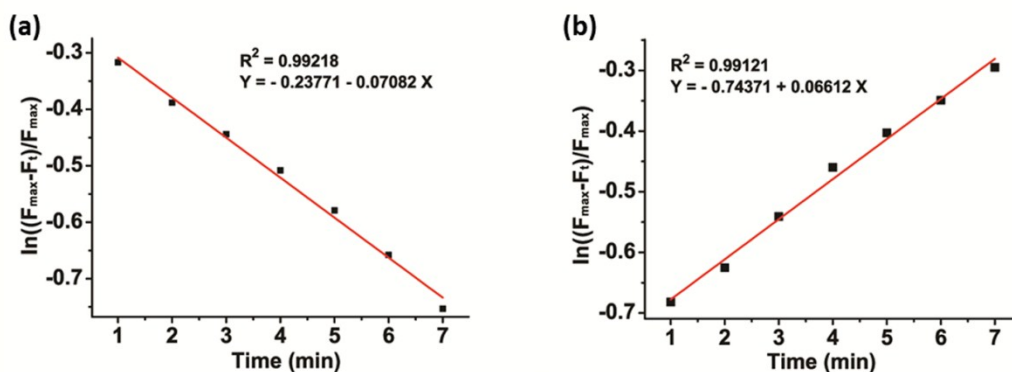 (a)
R² = 0.99218
Y = - 0.23771 - 0.07082 X
ln((Fmax-Ft)/Fmax)
-0.3
-0.4
-0.5
-0.6
-0.7
1 2 3 4 5 6 7
Time (min)
(b)
R² = 0.99121
Y = - 0.74371 + 0.06612 X
ln((Fmax-Ft)/Fmax)
-0.3
-0.4
-0.5
-0.6
-0.7
1 2 3 4 5 6 7
Time (min)